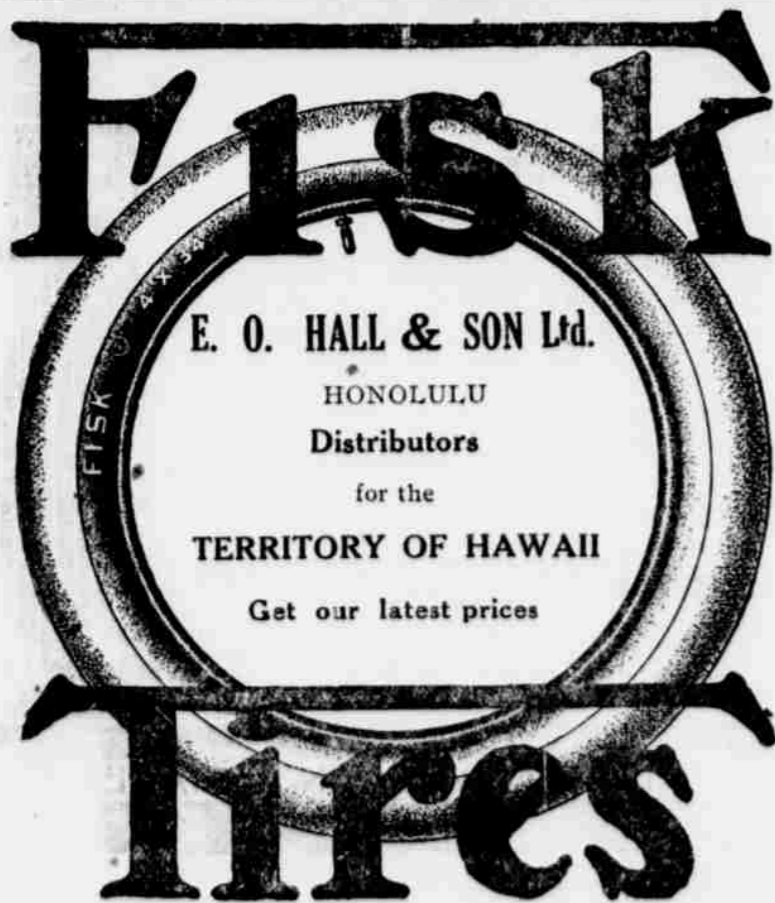 Fisk
FISK 4 X 34
E. O. HALL & SON Ltd.
HONOLULU
Distributors
for the
TERRITORY OF HAWAII
Get our latest prices
Tires